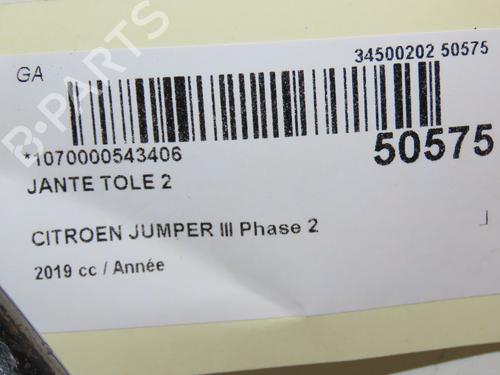 GA
34500202 50575
*1070000543406
50575
JANTE TOLE 2
CITROEN JUMPER III Phase 2
2019 cc / Année
B-PARTS